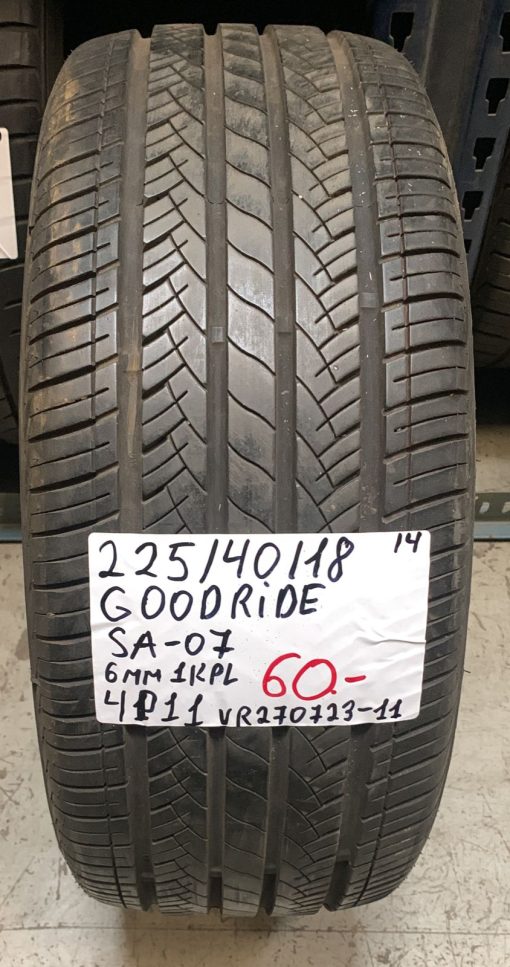 225/40/18 14
GOODRiDE
SA-07
6MM 1KPL 60.-
4P11 VR270723-11